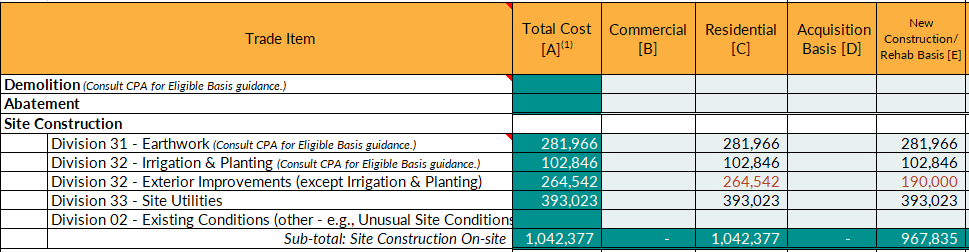 Trade Item Total Cost [A](1) Commercial [B] Residential [C] Acquisition Basis [D] New Construction/ Rehab Basis [E]
Demolition (Consult CPA for Eligible Basis guidance.)
Abatement
Site Construction
Division 31 - Earthwork (Consult CPA for Eligible Basis guidance.) 281,966 281,966 281,966
Division 32 - Irrigation & Planting (Consult CPA for Eligible Basis guidance.) 102,846 102,846 102,846
Division 32 - Exterior Improvements (except Irrigation & Planting) 264,542 264,542 190,000
Division 33 - Site Utilities 393,023 393,023 393,023
Division 02 - Existing Conditions (other - e.g., Unusual Site Conditions
Sub-total: Site Construction On-site 1,042,377 - 1,042,377 - 967,835